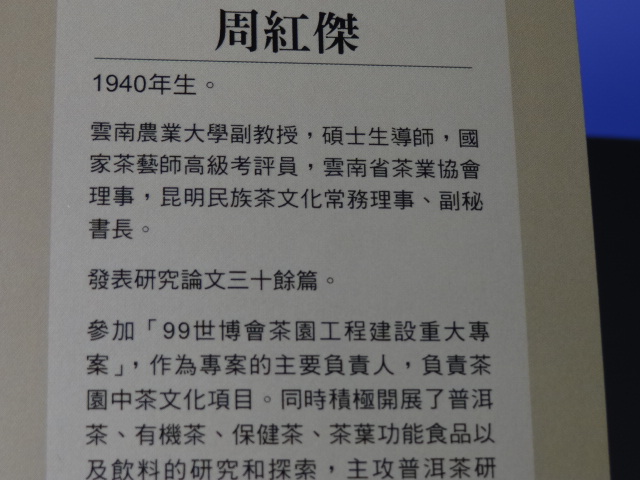 周紅傑
1940年生。
雲南農業大學副教授，碩士生導師，國
家茶藝師高級考評員，雲南省茶業協會
理事，昆明民族茶文化常務理事、副秘
書長。
發表研究論文三十餘篇。
參加「99世博會茶園工程建設重大專
案」，作為專案的主要負責人，負責茶
園中茶文化項目。同時積極開展了普洱
茶、有機茶、保健茶、茶葉功能食品以
及飲料的研究和探索，主攻普洱茶研